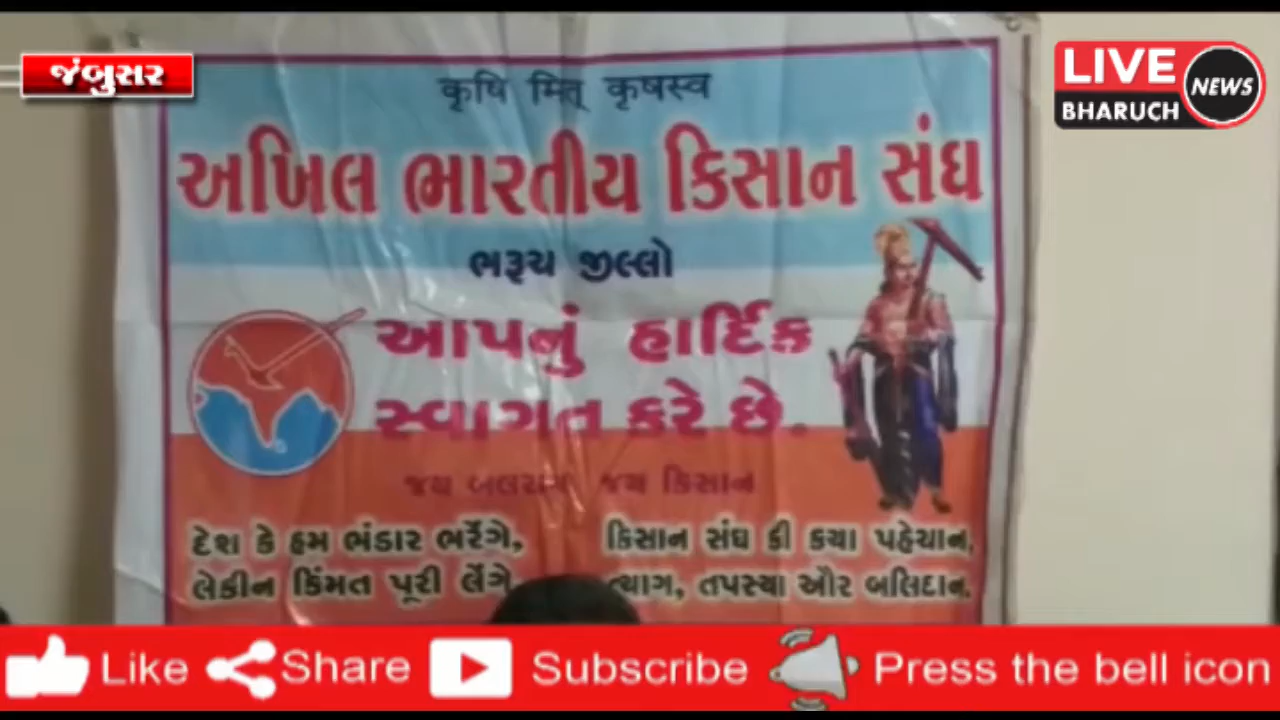 જંબુસર
LIVE
BHARUCH
NEWS
કૃષિ મિત્ કૃષસ્વ
અખિલ ભારતીય કિસાન સંઘ
ભરૂચ જીલ્લો
આપનું હાર્દિક
સ્વાગત કરે છે.
જય બલરામ જય કિસાન
દેશ કે હમ ભંડાર ભરેંગે,
લેકીન કિંમત પૂરી લેંગે
કિસાન સંઘ કી કયા પહેચાન,
ત્યાગ, તપસ્યા ઔર બલિદાન.
Like Share Subscribe Press the bell icon